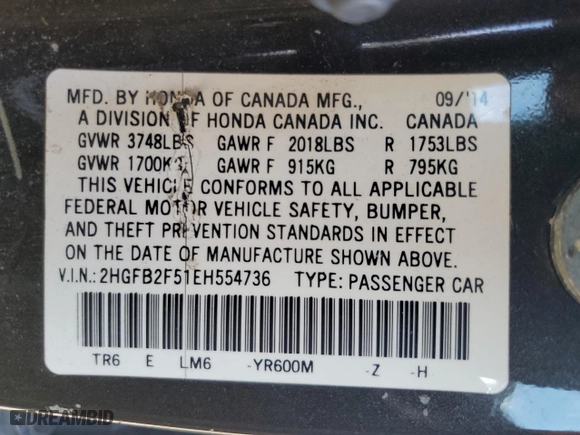 MFD. BY HONDA OF CANADA MFG., 09/'14
A DIVISION OF HONDA CANADA INC. CANADA
GVWR 3748LBS GAWR F 2018LBS R 1753LBS
GVWR 1700KG GAWR F 915KG R 795KG
THIS VEHICLE CONFORMS TO ALL APPLICABLE
FEDERAL MOTOR VEHICLE SAFETY, BUMPER,
AND THEFT PREVENTION STANDARDS IN EFFECT
ON THE DATE OF MANUFACTURE SHOWN ABOVE.
V.I.N.: 2HGFB2F51EH554736 TYPE: PASSENGER CAR
TR6 E LM6 -YR600M -Z -H
DREAMBID